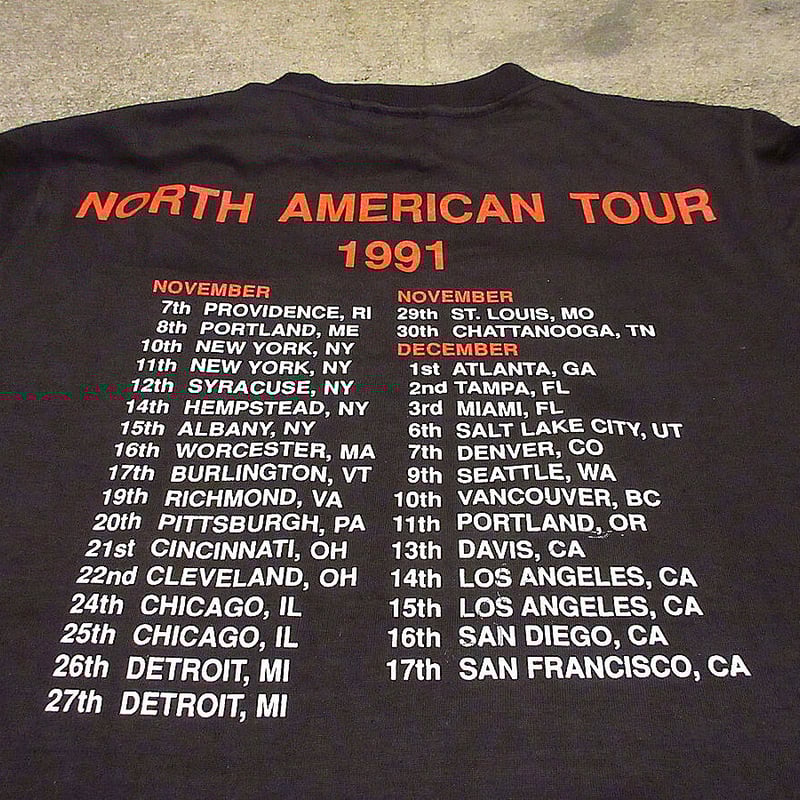 NORTH AMERICAN TOUR
1991
NOVEMBER
7th PROVIDENCE, RI
8th PORTLAND, ME
10th NEW YORK, NY
11th NEW YORK, NY
12th SYRACUSE, NY
14th HEMPSTEAD, NY
15th ALBANY, NY
16th WORCESTER, MA
17th BURLINGTON, VT
19th RICHMOND, VA
20th PITTSBURGH, PA
21st CINCINNATI, OH
22nd CLEVELAND, OH
24th CHICAGO, IL
25th CHICAGO, IL
26th DETROIT, MI
27th DETROIT, MI
NOVEMBER
29th ST. LOUIS, MO
30th CHATTANOOGA, TN
DECEMBER
1st ATLANTA, GA
2nd TAMPA, FL
3rd MIAMI, FL
6th SALT LAKE CITY, UT
7th DENVER, CO
9th SEATTLE, WA
10th VANCOUVER, BC
11th PORTLAND, OR
13th DAVIS, CA
14th LOS ANGELES, CA
15th LOS ANGELES, CA
16th SAN DIEGO, CA
17th SAN FRANCISCO, CA